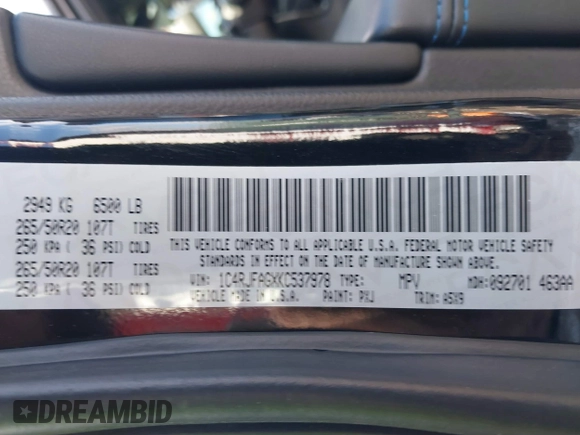 2949 KG 6500 LB
265/50R20 107T TIRES
250 KPA ( 36 PSI) COLD
265/50R20 107T TIRES
250 KPA ( 36 PSI) COLD
THIS VEHICLE CONFORMS TO ALL APPLICABLE U.S.A. FEDERAL MOTOR VEHICLE SAFETY
STANDARDS IN EFFECT ON THE DATE OF MANUFACTURE SHOWN ABOVE
VIN: 1C4RJFAGXKC537978 TYPE: MPV MDH: 092701 463AA
MADE IN U.S.A. PAINT: PXJ TRIM: A5X9
DREAMBID